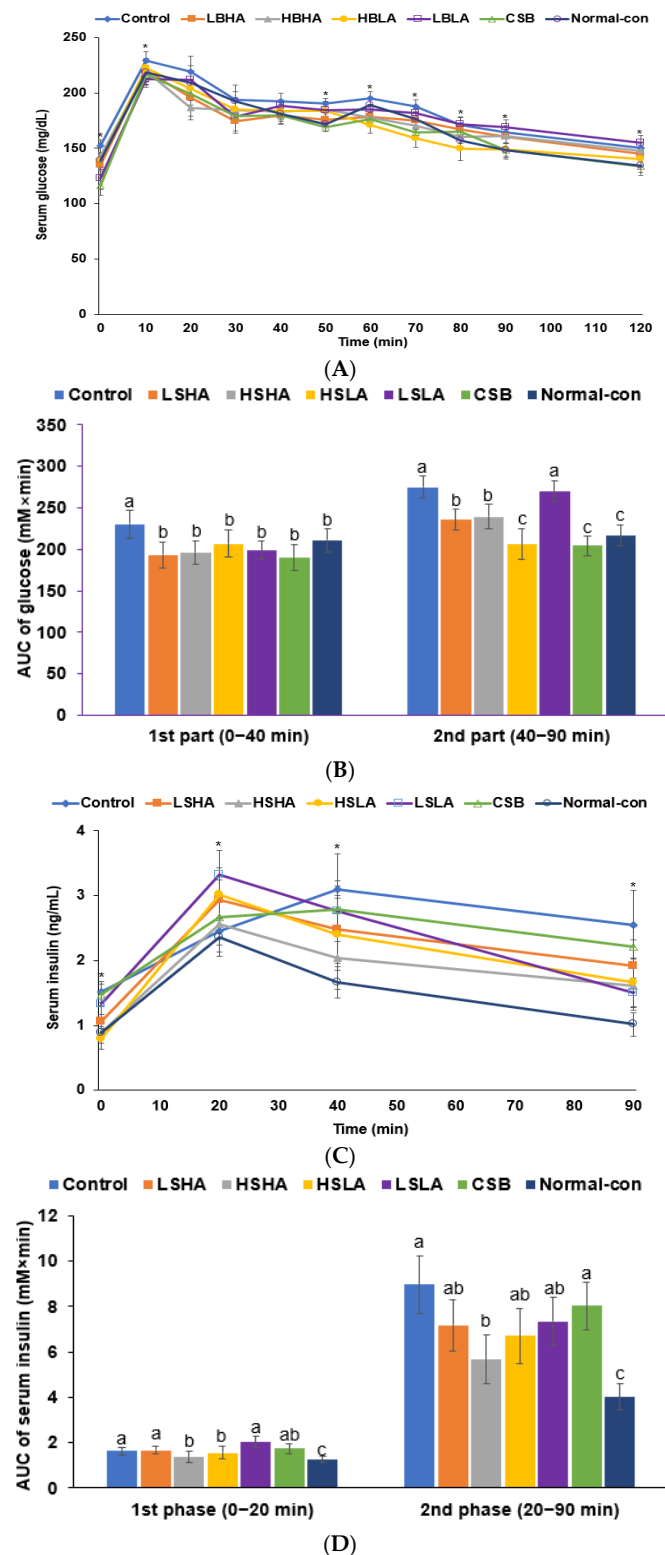 Control LBHA HBHA HBLA LBLA CSB Normal-con
250
200
150
100
50
0
Serum glucose (mg/dL)
* * * * * * * *
0 10 20 30 40 50 60 70 80 90 100 110 120
Time (min)
(A)
Control LSHA HSHA HSLA LSLA CSB Normal-con
350
300
250
200
150
100
50
0
AUC of glucose (mM×min)
a b b b b b b
a b b c a c c
1st part (0−40 min) 2nd part (40−90 min)
(B)
Control LSHA HSHA HSLA LSLA CSB Normal-con
4
3
2
1
0
Serum insulin (ng/mL)
* * * *
0 10 20 30 40 50 60 70 80 90
Time (min)
(C)
Control LSHA HSHA HSLA LSLA CSB Normal-con
12
10
8
6
4
2
0
AUC of serum insulin (mM×min)
a a b b a ab c
a ab b ab ab a c
1st phase (0−20 min) 2nd phase (20−90 min)
(D)